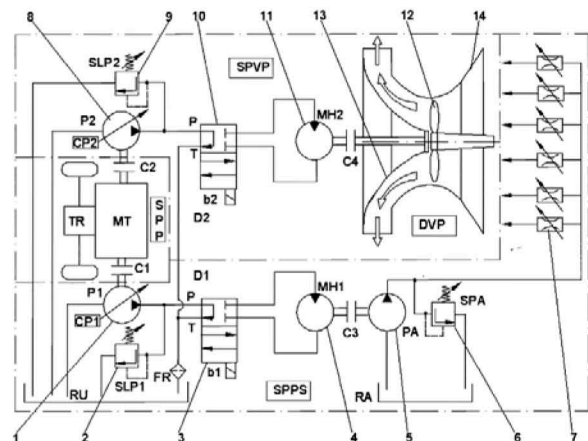 8 9 10 11 13 12 14
SLP2
SPVP
P2
P
MH2
CP2
T
C4
C2
b2
D2
TR
MT
SPP
DVP
C1
D1
P1
P
MH1
CP1
T
C3
PA
SPA
SLP1
FR
b1
RU
SPPS
RA
1 2 3 4 5 6 7